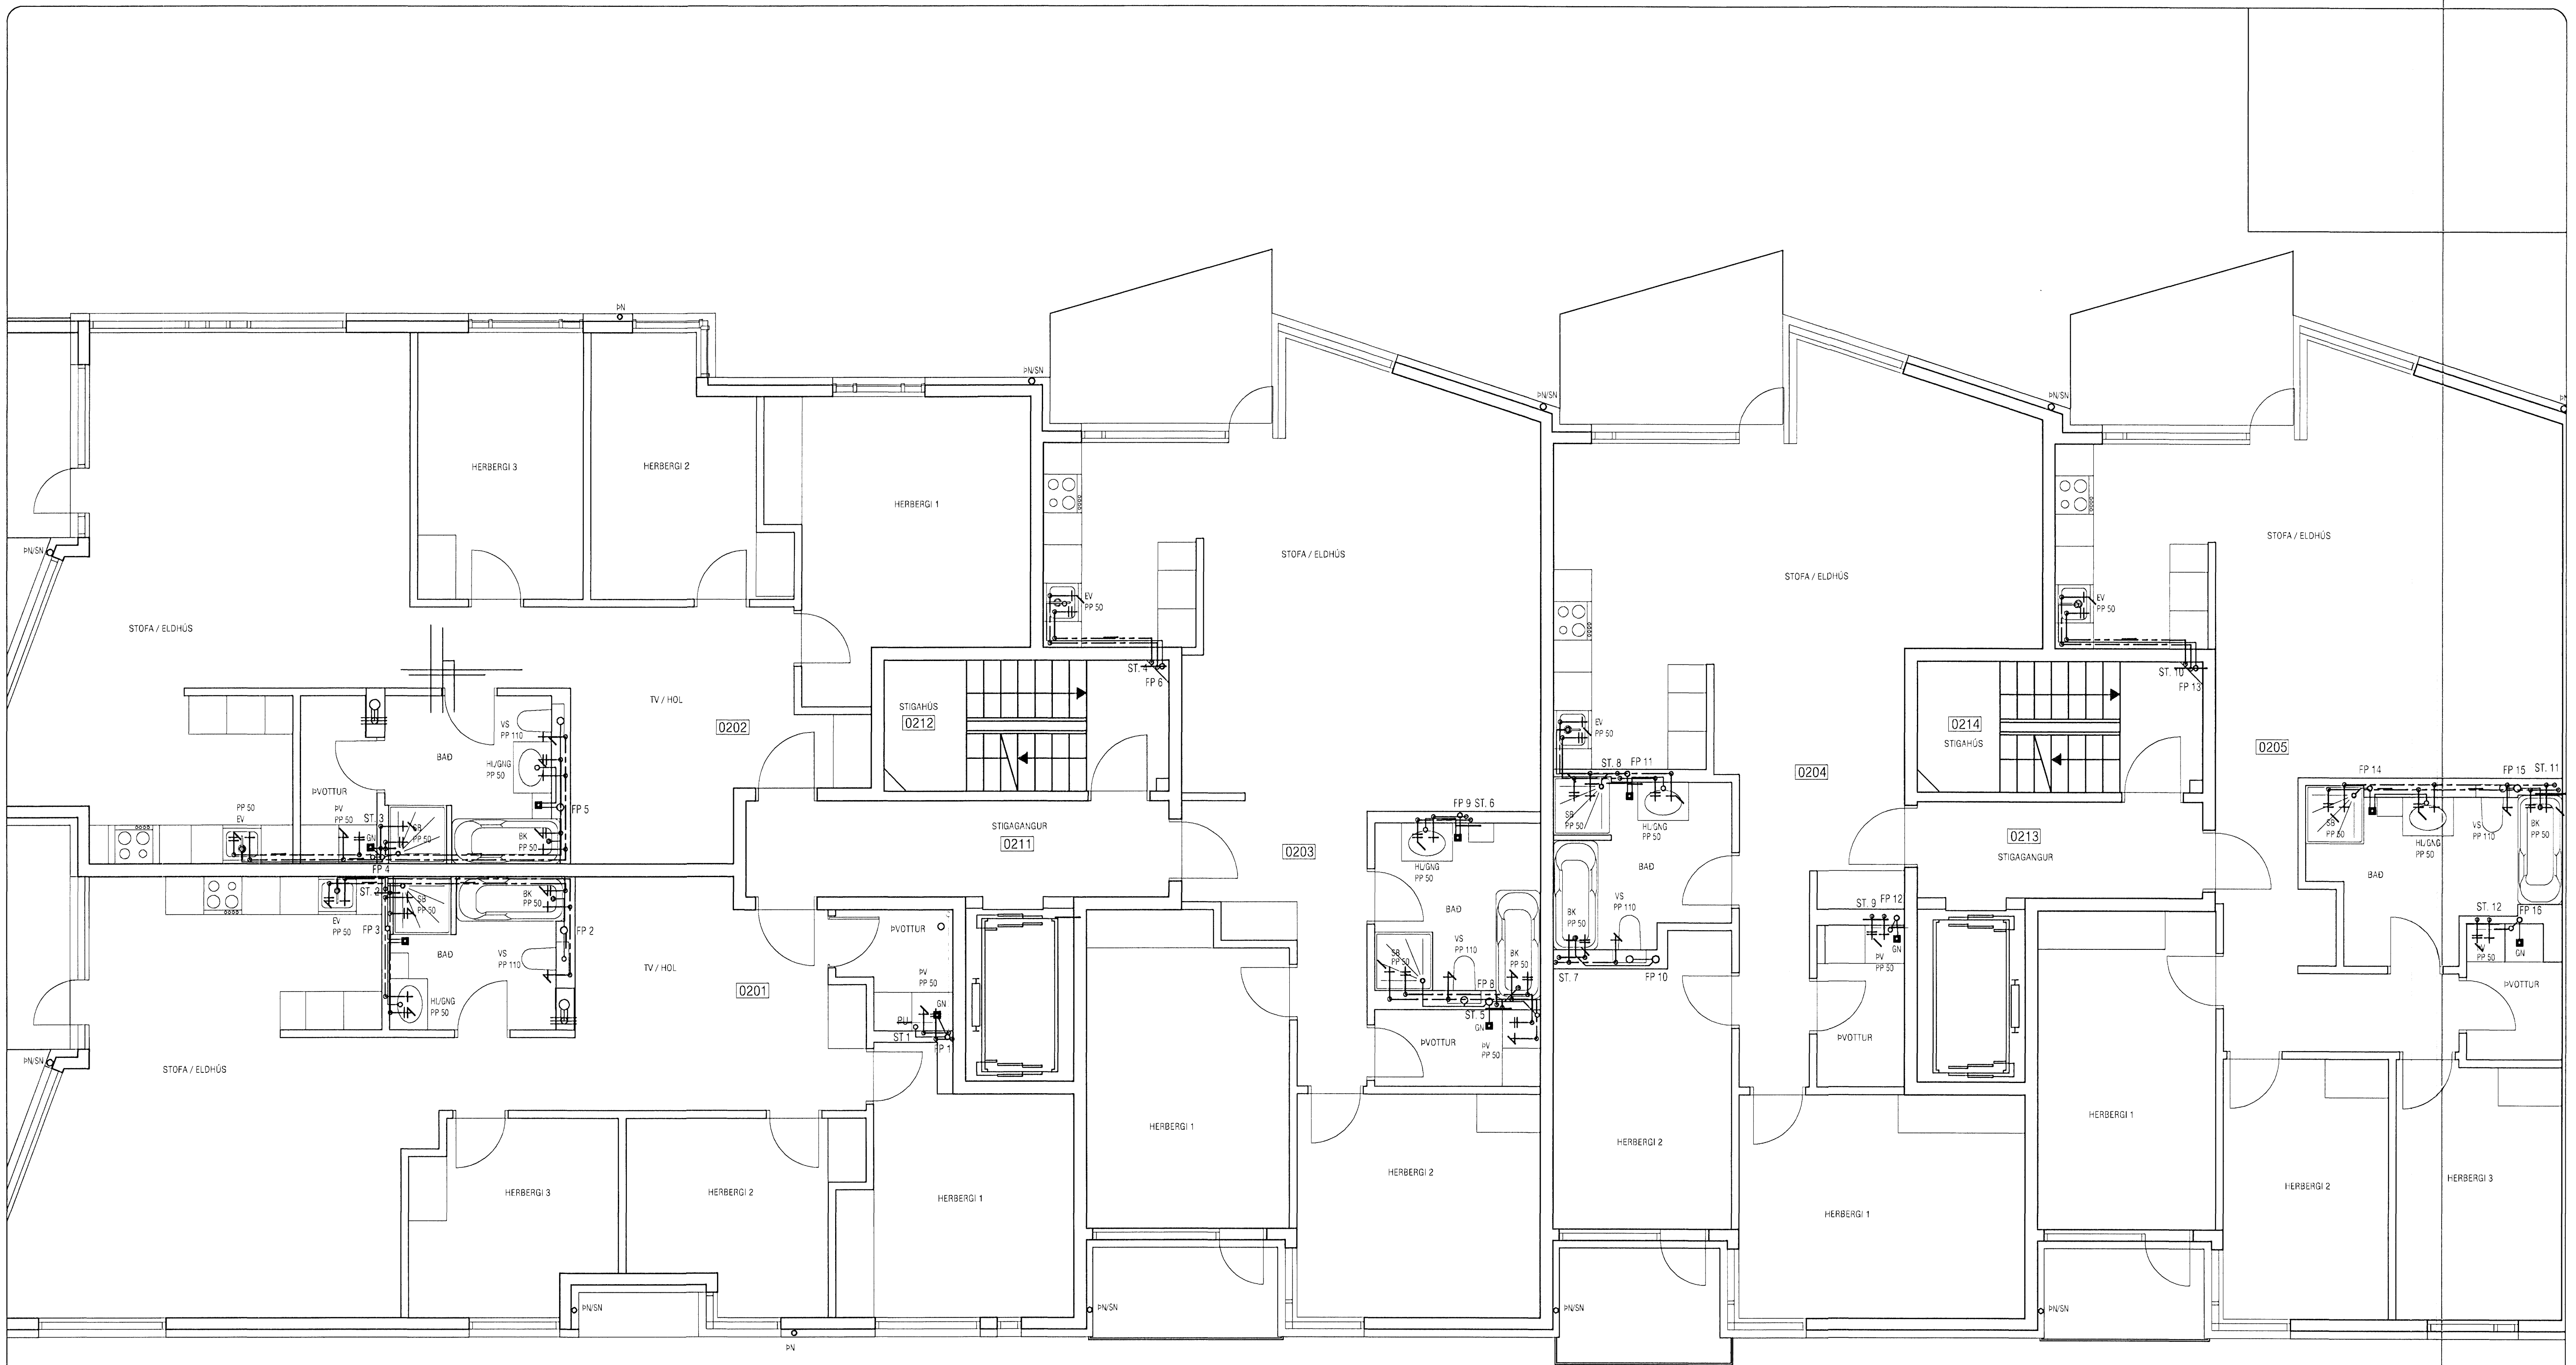 ÞN
ÞN/SN
ÞN/SN
ÞN/SN
ÞN
HERBERGI 3
HERBERGI 2
HERBERGI 1
ÞN/SN
STOFA / ELDHÚS
STOFA / ELDHÚS
STOFA / ELDHÚS
EV
PP 50
EV
PP 50
STOFA / ELDHÚS
ST. 4
FP 6
ST. 10
FP 13
TV / HOL
0202
STIGAHÚS
0212
0214
STIGAHÚS
VS
PP 110
EV
PP 50
0205
BAÐ
HL/GNG
PP 50
ST. 8
FP 11
0204
FP 14
FP 15
ST. 11
ÞVOTTUR
PP 50
EV
ÞV
PP 50
ST. 3
GN
SB
PP 50
BK
PP 50
FP 5
FP 4
STIGAGANGUR
0211
FP 9
ST. 6
0203
HL/GNG
PP 50
SB
PP 50
HL/GNG
PP 50
BAÐ
0213
STIGAGANGUR
SB
PP 50
HL/GNG
PP 50
VS
PP 110
BK
PP 50
BAÐ
ST. 2
EV
PP 50
FP 3
SB
PP 50
BK
PP 50
FP 2
BAÐ
VS
PP 110
HL/GNG
PP 50
TV / HOL
0201
ÞVOTTUR
ÞV
PP 50
GN
ST 1
FP 1
BAÐ
SB
PP 50
VS
PP 110
BK
PP 50
FP 8
ST. 5
GN
ÞVOTTUR
ÞV
PP 50
BK
PP 50
VS
PP 110
ST. 7
FP 10
ST. 9
FP 12
GN
ÞV
PP 50
ÞVOTTUR
ST. 12
FP 16
PP 50
GN
ÞVOTTUR
ÞN/SN
STOFA / ELDHÚS
HERBERGI 3
HERBERGI 2
HERBERGI 1
HERBERGI 1
HERBERGI 2
HERBERGI 2
HERBERGI 1
HERBERGI 1
HERBERGI 2
HERBERGI 3
ÞN/SN
ÞN/SN
ÞN/SN
ÞN/SN
ÞN